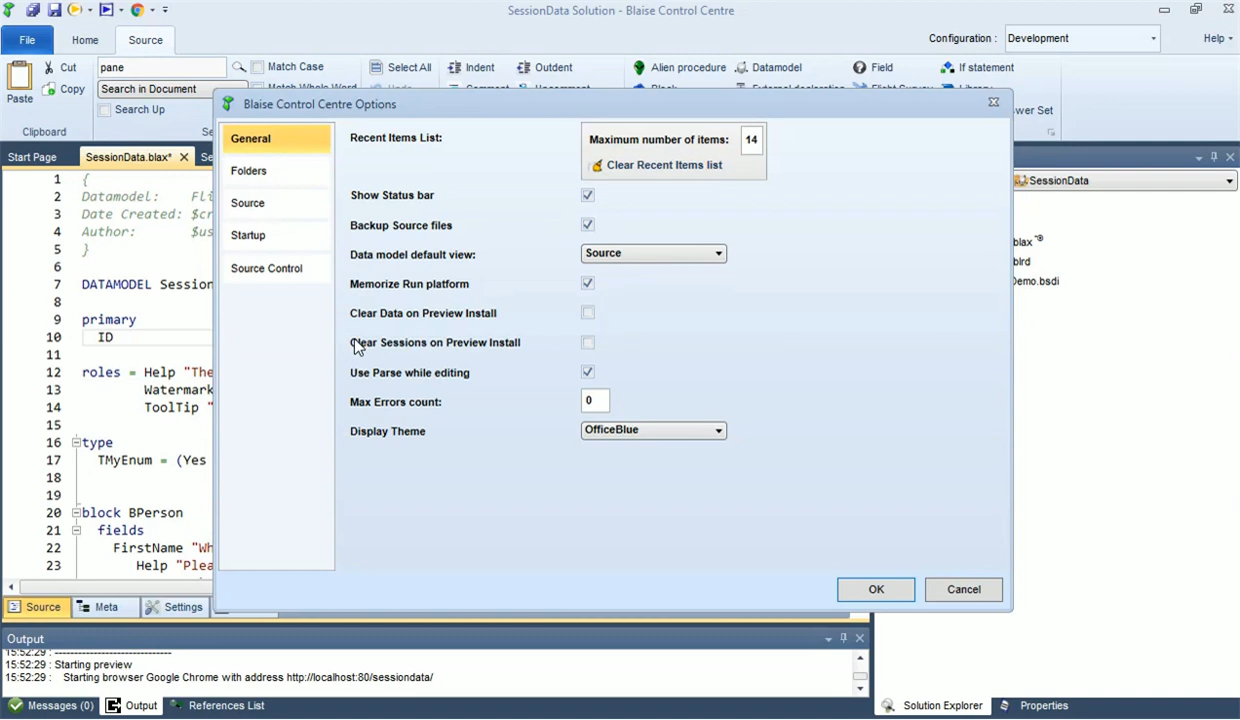 SessionData Solution - Blaise Control Centre
File
Home
Source
Configuration :
Development
Help
Paste
Cut
Copy
Clipboard
pane
Match Case
Search in Document
Match Whole Word
Search Up
Select All
Indent
Outdent
Alien procedure
Datamodel
Field
If statement
Start Page
SessionData.blax*
1 {
2 Datamodel: Fli
3 Date Created: $cr
4 Author: $us
5 }
6
7 DATAMODEL Session
8
9 primary
10 ID
11
12 roles = Help "The
13 Watermark
14 ToolTip "
15
16 type
17 TMyEnum = (Yes
18
19
20 block BPerson
21 fields
22 FirstName "Wh
23 Help "Plea
Blaise Control Centre Options
General
Folders
Source
Startup
Source Control
Recent Items List:
Maximum number of items: 14
Clear Recent Items list
Show Status bar
Backup Source files
Data model default view: Source
Memorize Run platform
Clear Data on Preview Install
Clear Sessions on Preview Install
Use Parse while editing
Max Errors count: 0
Display Theme OfficeBlue
OK
Cancel
SessionData
blax
blrd
Demo.bsdi
Source
Meta
Settings
Output
15:52:29 : ------------------------------
15:52:29 : Starting preview
15:52:29 : Starting browser Google Chrome with address http://localhost:80/sessiondata/
Messages (0)
Output
References List
Solution Explorer
Properties